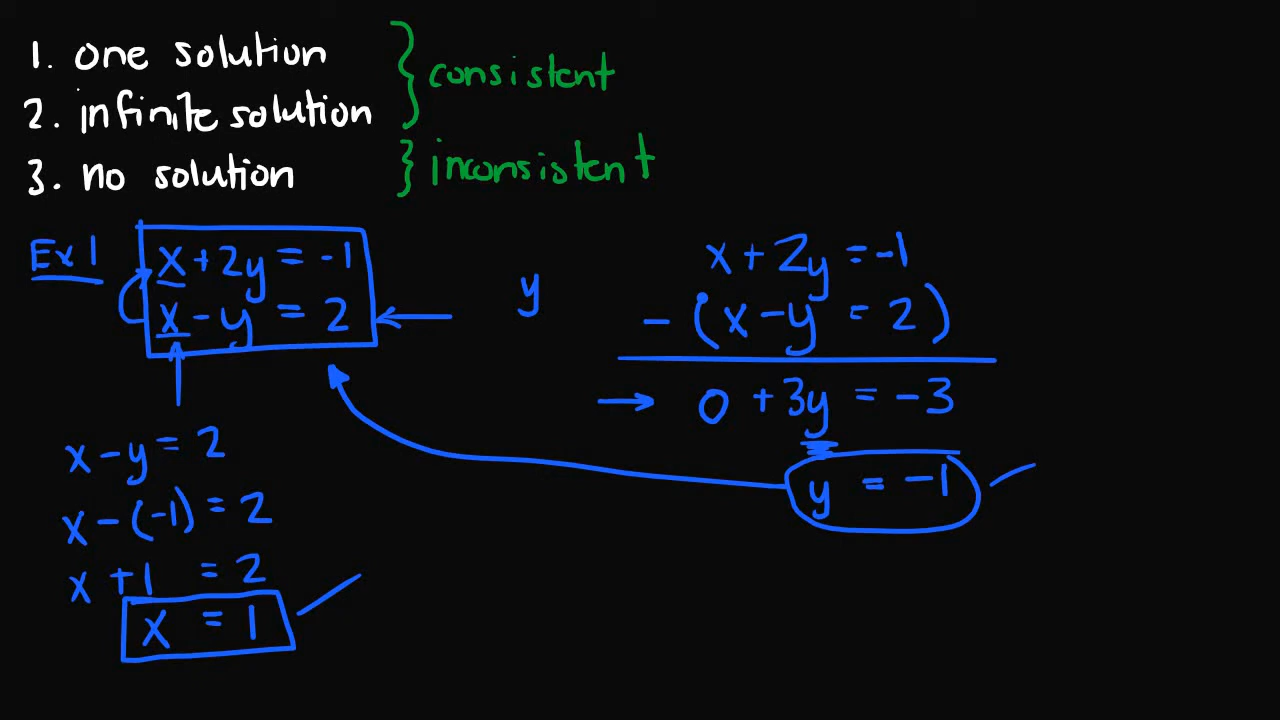 1. one solution
2. infinite solution
} consistent
3. no solution
} inconsistent
Ex 1
x + 2y = -1
x - y = 2
y
x + 2y = -1
- (x - y = 2)
0 + 3y = -3
y = -1
x - y = 2
x - (-1) = 2
x + 1 = 2
x = 1